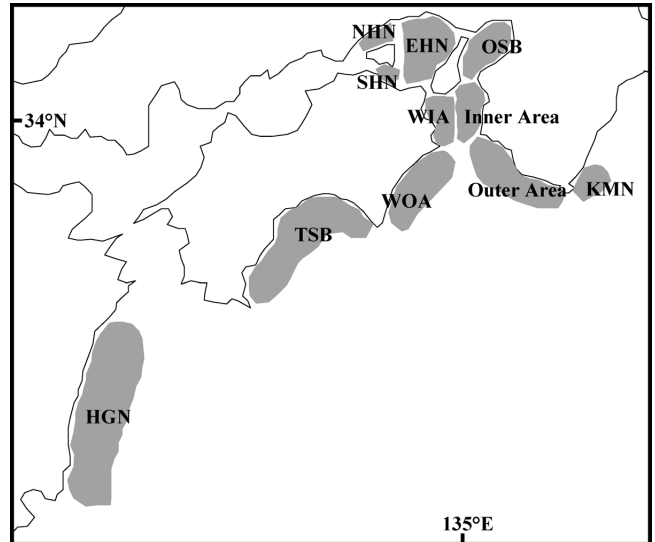 NHN
EHN
OSB
SHN
34°N
WIA
Inner Area
Outer Area
KMN
WOA
TSB
HGN
135°E